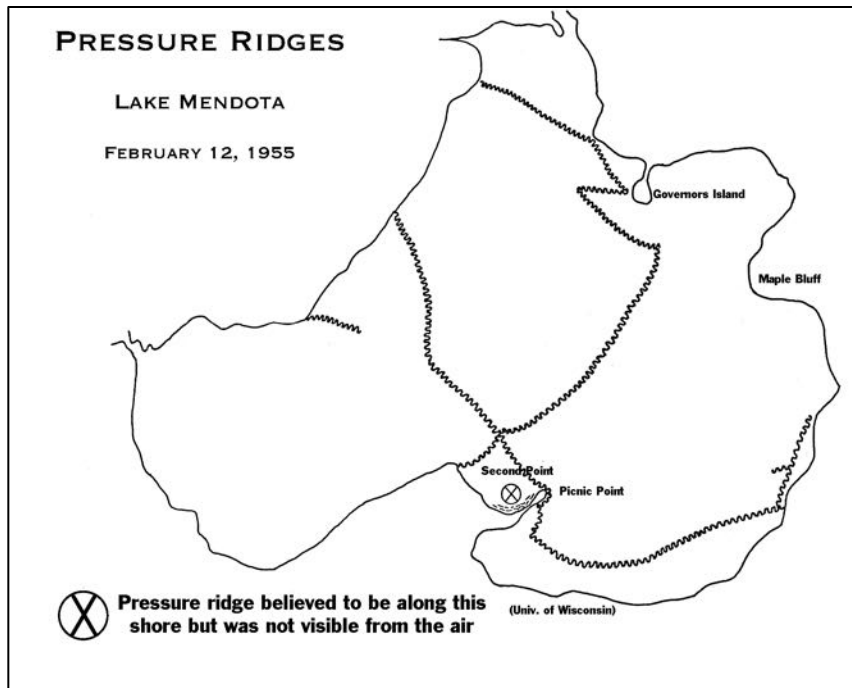 PRESSURE RIDGES
LAKE MENDOTA
FEBRUARY 12, 1955
Governors Island
Maple Bluff
Second Point
Picnic Point
(Univ. of Wisconsin)
Pressure ridge believed to be along this
shore but was not visible from the air